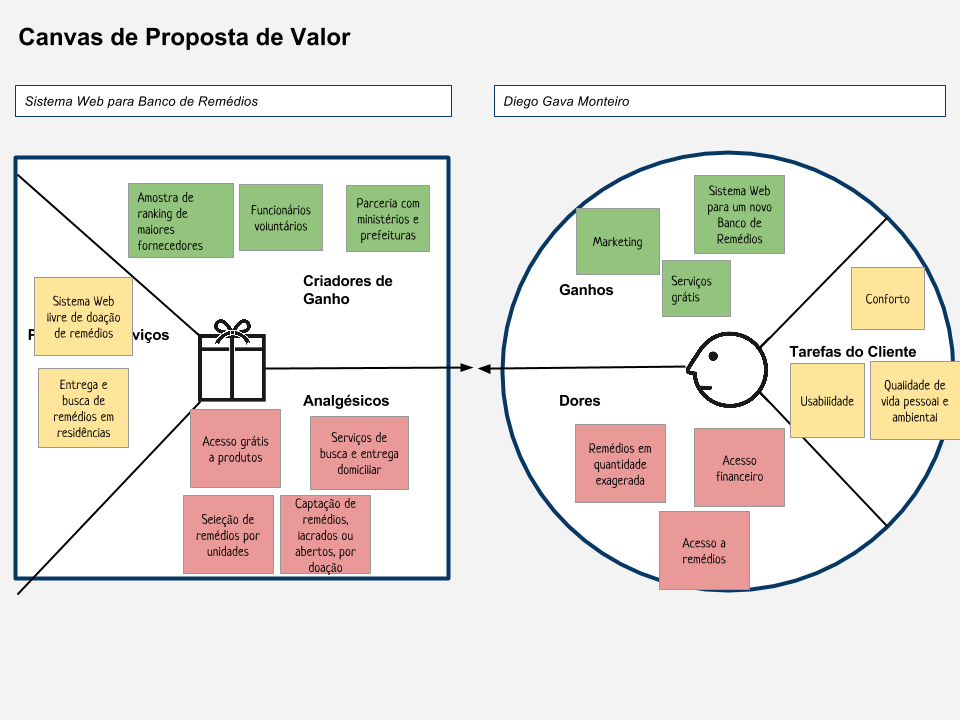 Canvas de Proposta de Valor
Sistema Web para Banco de Remédios
Diego Gava Monteiro
Amostra de
ranking de
maiores
fornecedores
Funcionários
voluntários
Parceria com
ministérios e
prefeituras
Criadores de
Ganho
Sistema Web
livre de doação
de remédios
Entrega e
busca de
remédios em
residências
Analgésicos
Acesso grátis
a produtos
Serviços de
busca e entrega
domiciliar
Seleção de
remédios por
unidades
Captação de
remédios,
lacrados ou
abertos, por
doação
Sistema Web
para um novo
Banco de
Remédios
Marketing
Serviços
grátis
Ganhos
Conforto
Tarefas do Cliente
Usabilidade
Qualidade de
vida pessoal e
ambiental
Dores
Remédios em
quantidade
exagerada
Acesso
financeiro
Acesso a
remédios